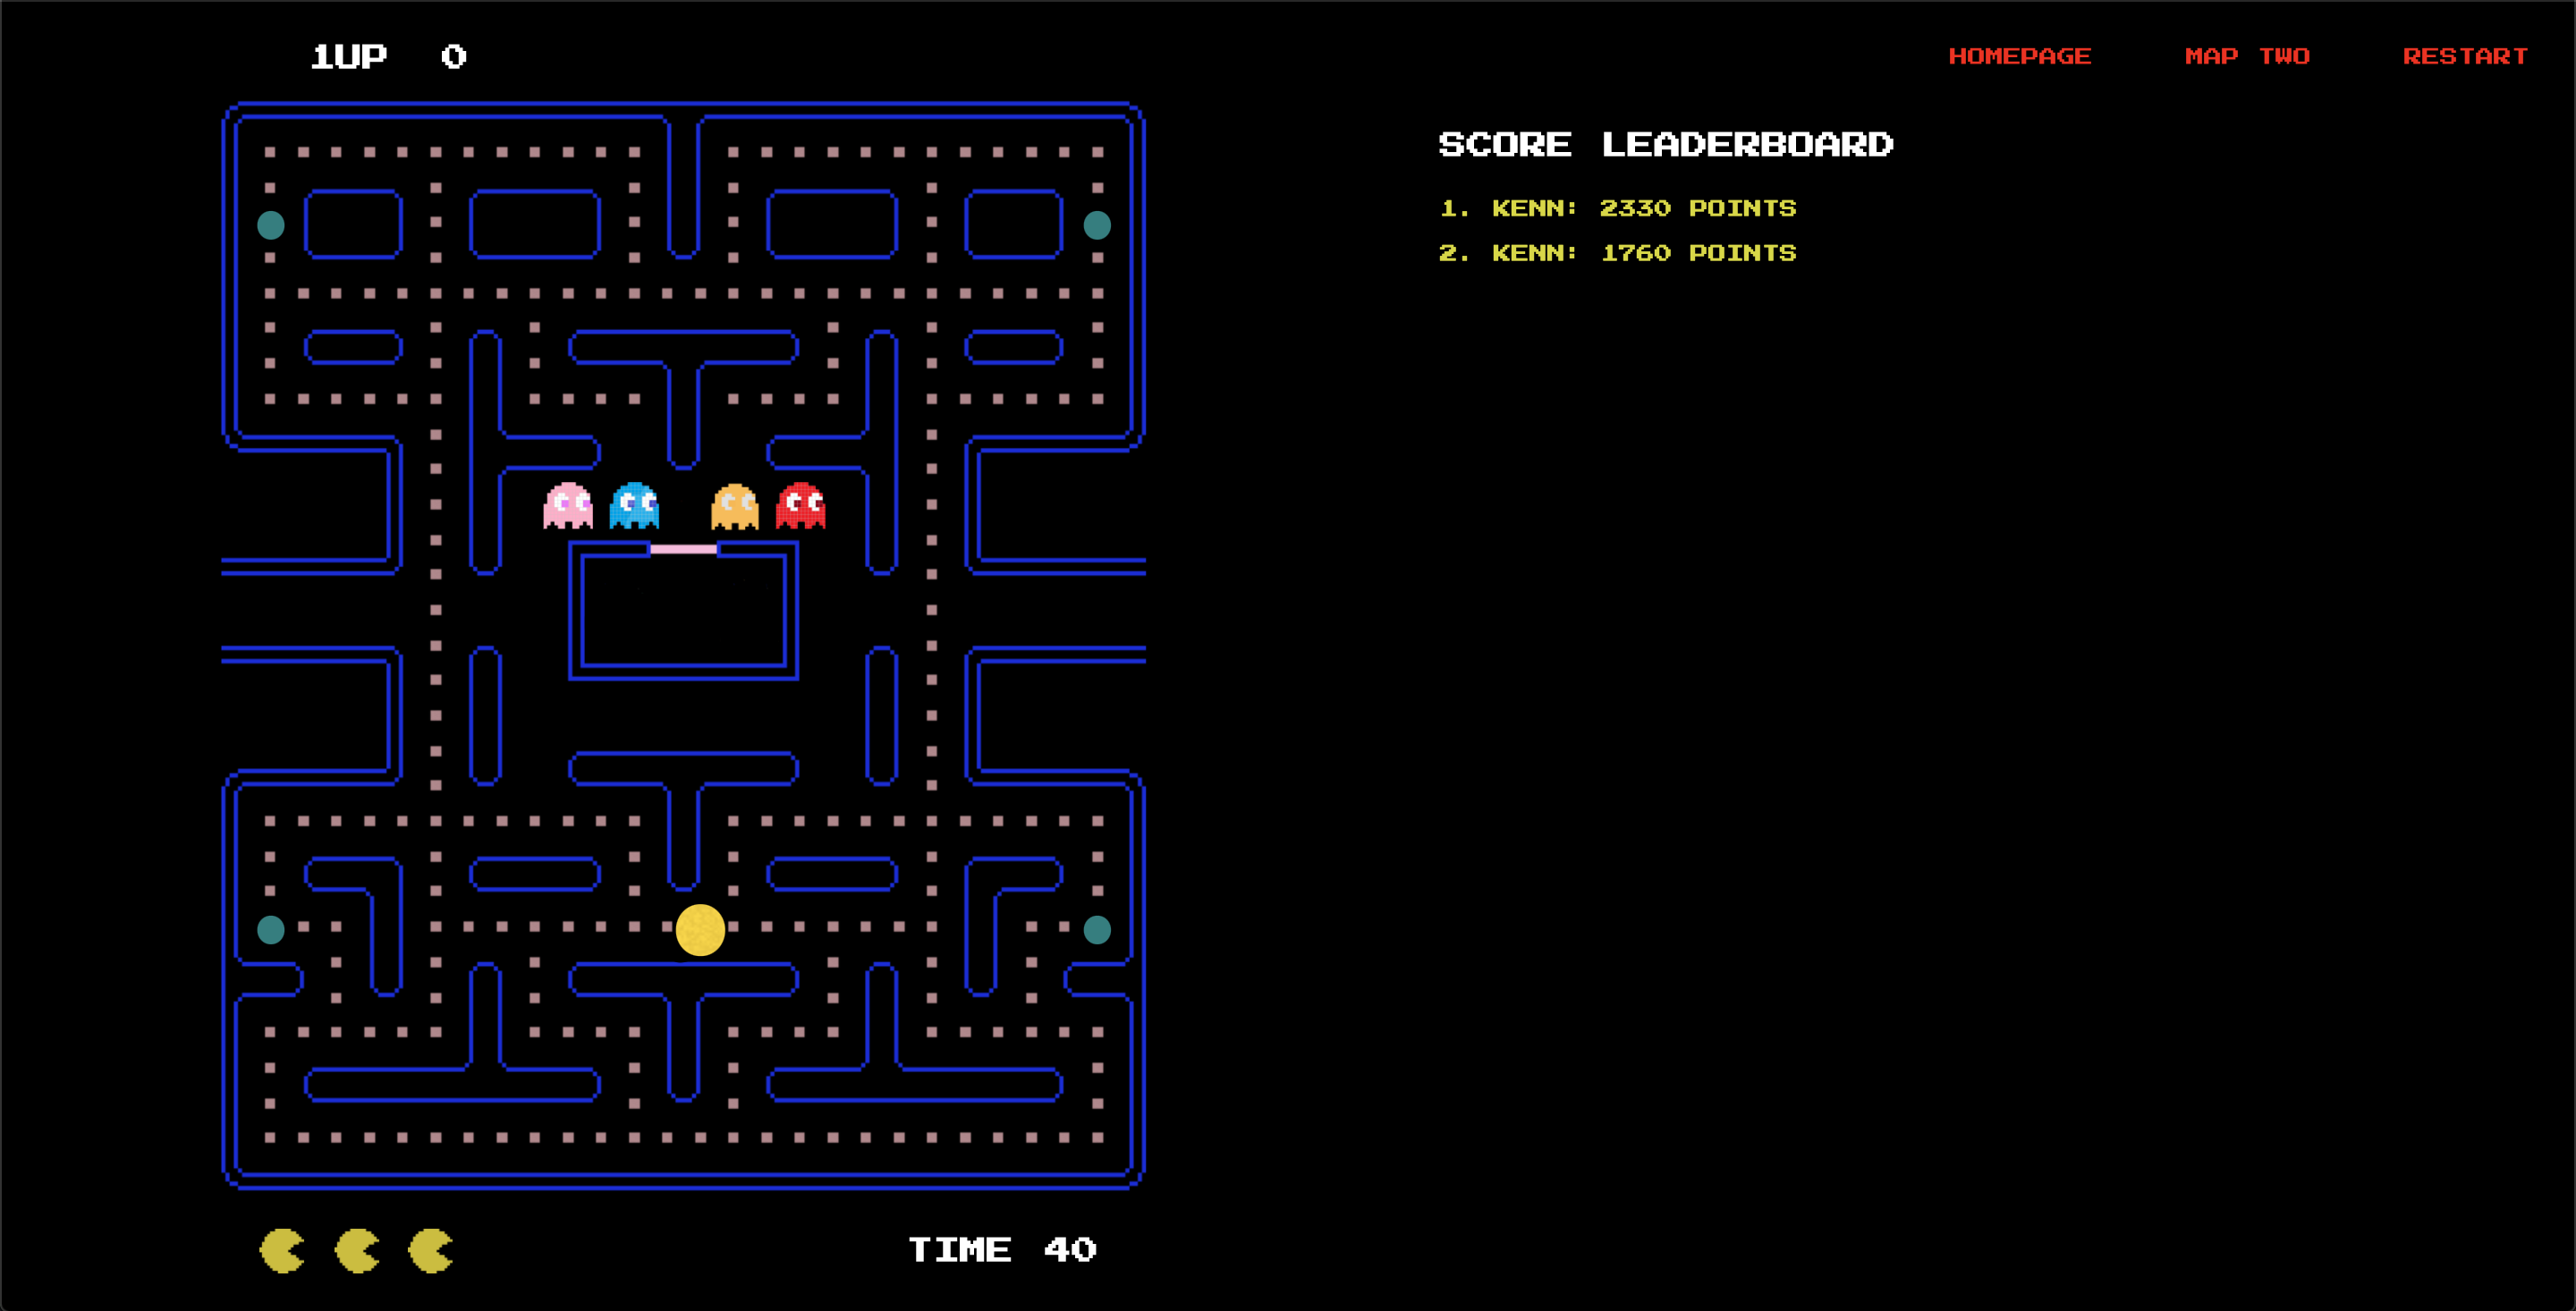 1UP 0
HOMEPAGE MAP TWO RESTART
SCORE LEADERBOARD
1. KENN: 2330 POINTS
2. KENN: 1760 POINTS
TIME 40